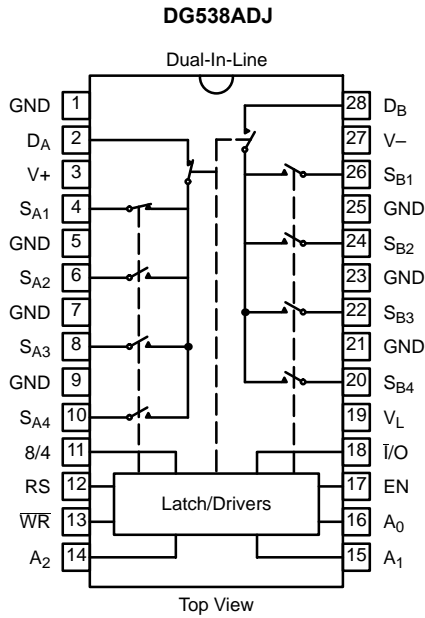 DG538ADJ
Dual-In-Line
GND 1 28 D_B
D_A 2 27 V–
V+ 3 26 S_B1
S_A1 4 25 GND
GND 5 24 S_B2
S_A2 6 23 GND
GND 7 22 S_B3
S_A3 8 21 GND
GND 9 20 S_B4
S_A4 10 19 V_L
8/4 11 18 I̅/O
RS 12 17 EN
Latch/Drivers
W̅R̅ 13 16 A_0
A_2 14 15 A_1
Top View